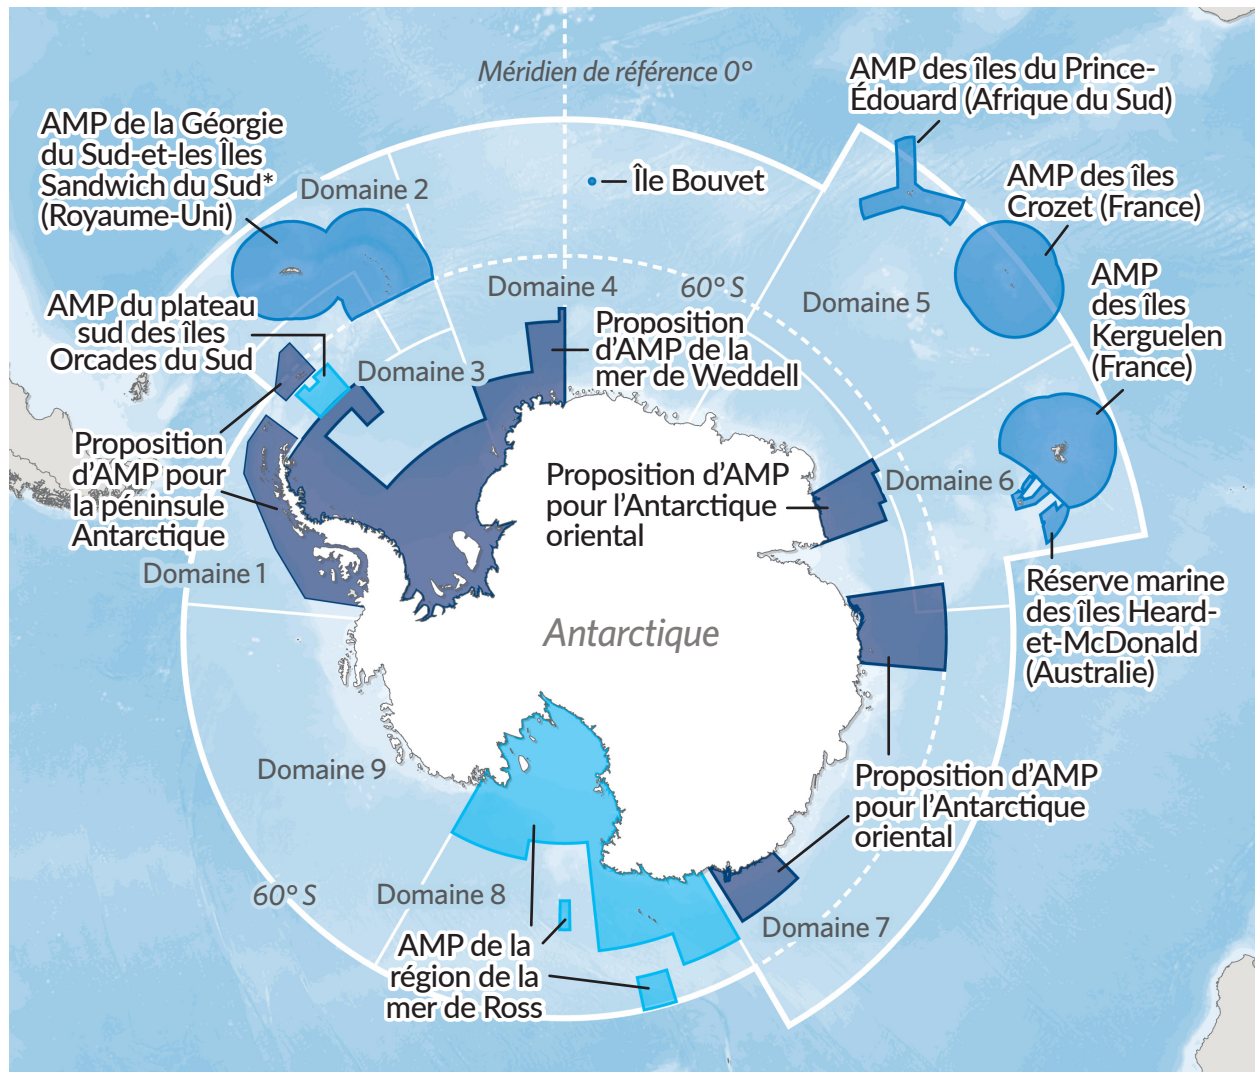 Méridien de référence 0°
AMP des îles du Prince-
Édouard (Afrique du Sud)
AMP de la Géorgie
du Sud-et-les Îles
Sandwich du Sud*
(Royaume-Uni)
Domaine 2
Île Bouvet
AMP des îles
Crozet (France)
AMP
des îles
Kerguelen
(France)
Domaine 4
60° S
Domaine 5
AMP du plateau
sud des îles
Orcades du Sud
Domaine 3
Proposition
d'AMP de la
mer de Weddell
Proposition
d'AMP pour
la péninsule
Antarctique
Proposition d'AMP
pour l'Antarctique
oriental
Domaine 6
Domaine 1
Réserve marine
des îles Heard-
et-McDonald
(Australie)
Antarctique
Domaine 9
Proposition d'AMP
pour l'Antarctique
oriental
60° S
Domaine 8
Domaine 7
AMP de la
région de la
mer de Ross